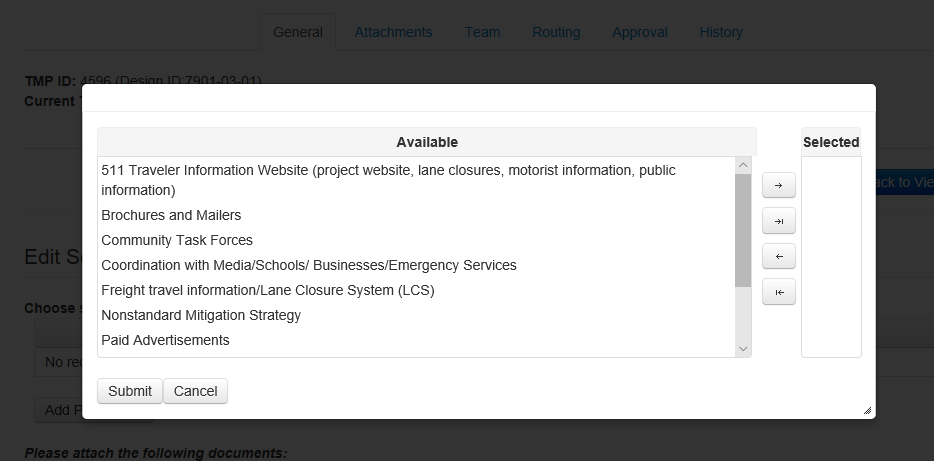 General Attachments Team Routing Approval History
TMP ID: 4596 (Design ID:7901-03-01)
Current
Available
Selected
511 Traveler Information Website (project website, lane closures, motorist information, public
information)
Brochures and Mailers
Community Task Forces
Coordination with Media/Schools/ Businesses/Emergency Services
Freight travel information/Lane Closure System (LCS)
Nonstandard Mitigation Strategy
Paid Advertisements
Submit Cancel
to
Edit
Choose
No
Add
Please attach the following documents: